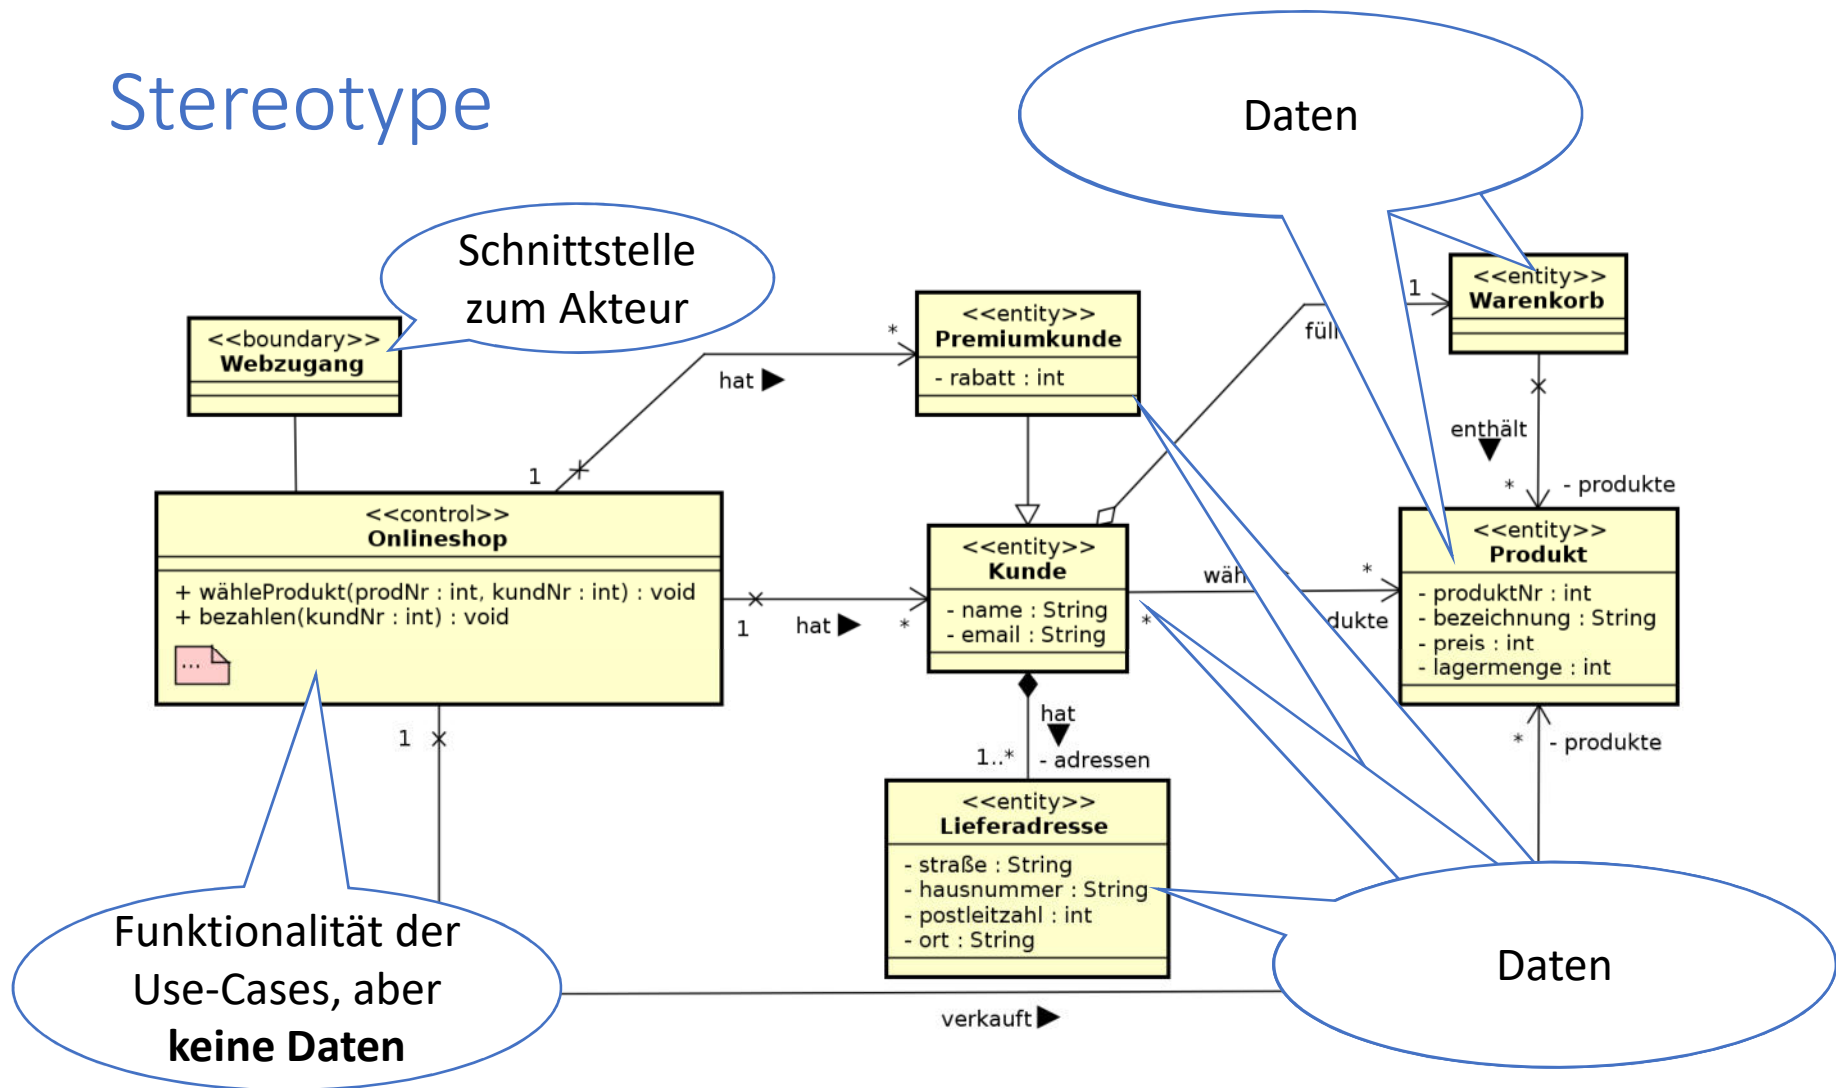 Stereotype
Daten
Schnittstelle
zum Akteur
<<boundary>>
Webzugang
<<entity>>
Premiumkunde
- rabatt : int
<<entity>>
Warenkorb
*
hat ▶
1
1
füll
enthält
▼
* - produkte
<<control>>
Onlineshop
+ wähleProdukt(prodNr : int, kundNr : int) : void
+ bezahlen(kundNr : int) : void
...
1
hat ▶
*
<<entity>>
Kunde
- name : String
- email : String
*
*
<<entity>>
Produkt
- produktNr : int
- bezeichnung : String
- preis : int
- lagermenge : int
1
hat
▼
1..* - adressen
* - produkte
<<entity>>
Lieferadresse
- straße : String
- hausnummer : String
- postleitzahl : int
- ort : String
Funktionalität der
Use-Cases, aber
keine Daten
Daten
verkauft ▶